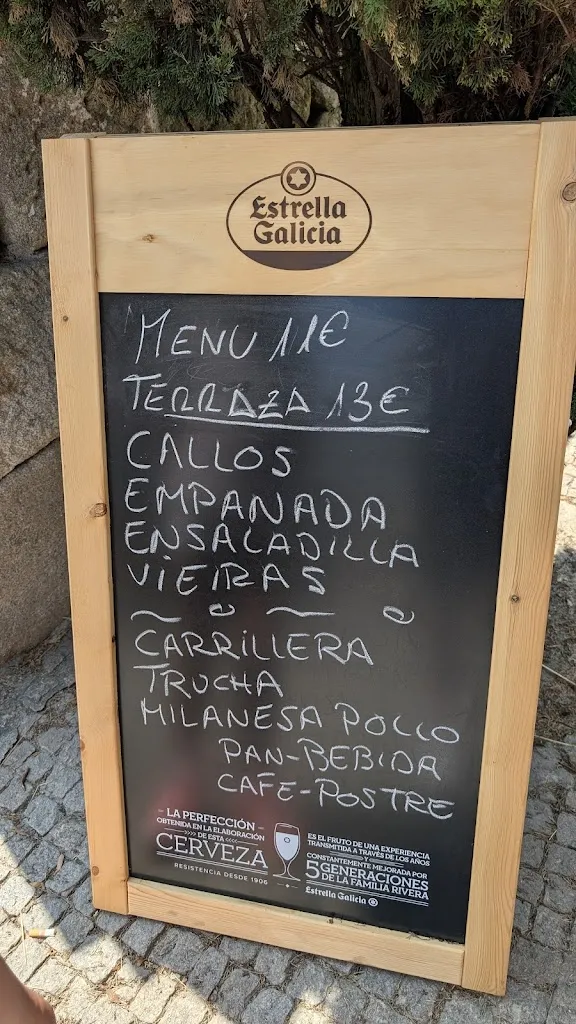 Estrella
Galicia
MENU 11€
TERRAZA 13€
CALLOS
EMPANADA
ENSALADILLA
VIEIRAS
CARRILLERA
TRUCHA
MILANESA POLLO
PAN-BEBIDA
CAFE-POSTRE
LA PERFECCIÓN
OBTENIDA EN LA ELABORACIÓN
DE ESTA
CERVEZA
RESISTENCIA DESDE 1906
ES EL FRUTO DE UNA EXPERIENCIA
TRANSMITIDA A TRAVÉS DE LOS AÑOS
Y
CONSTANTEMENTE MEJORADA POR
5 GENERACIONES
DE LA FAMILIA RIVERA
Estrella Galicia